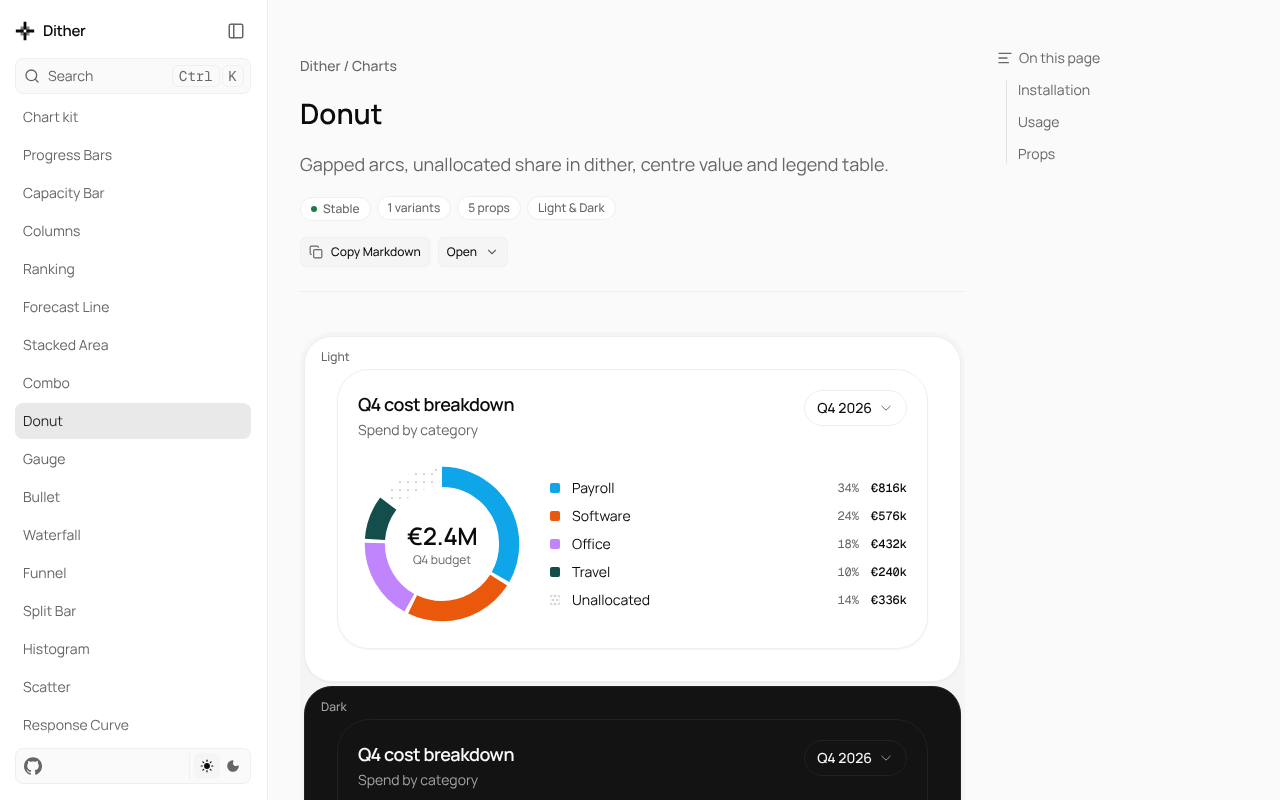 Dither
Search Ctrl K
Chart kit
Progress Bars
Capacity Bar
Columns
Ranking
Forecast Line
Stacked Area
Combo
Donut
Gauge
Bullet
Waterfall
Funnel
Split Bar
Histogram
Scatter
Response Curve
Dither / Charts
Donut
Gapped arcs, unallocated share in dither, centre value and legend table.
Stable 1 variants 5 props Light & Dark
Copy Markdown Open
Light
Q4 cost breakdown
Spend by category
Q4 2026
€2.4M
Q4 budget
Payroll 34% €816k
Software 24% €576k
Office 18% €432k
Travel 10% €240k
Unallocated 14% €336k
Dark
Q4 cost breakdown
Spend by category
Q4 2026
On this page
Installation
Usage
Props